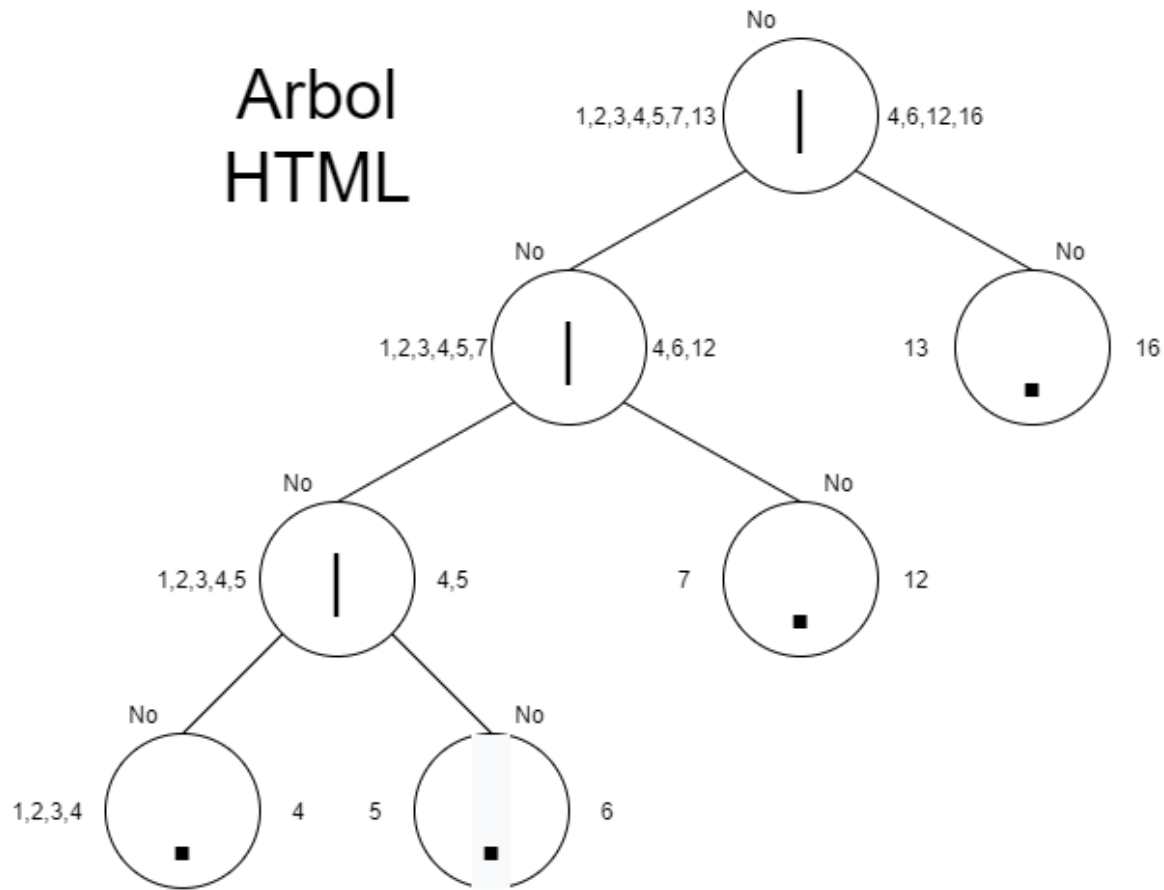 No
Arbol
HTML
1,2,3,4,5,7,13
|
4,6,12,16
No
No
1,2,3,4,5,7
|
4,6,12
13
.
16
No
No
1,2,3,4,5
|
4,5
7
.
12
No
No
1,2,3,4
.
4
5
.
6